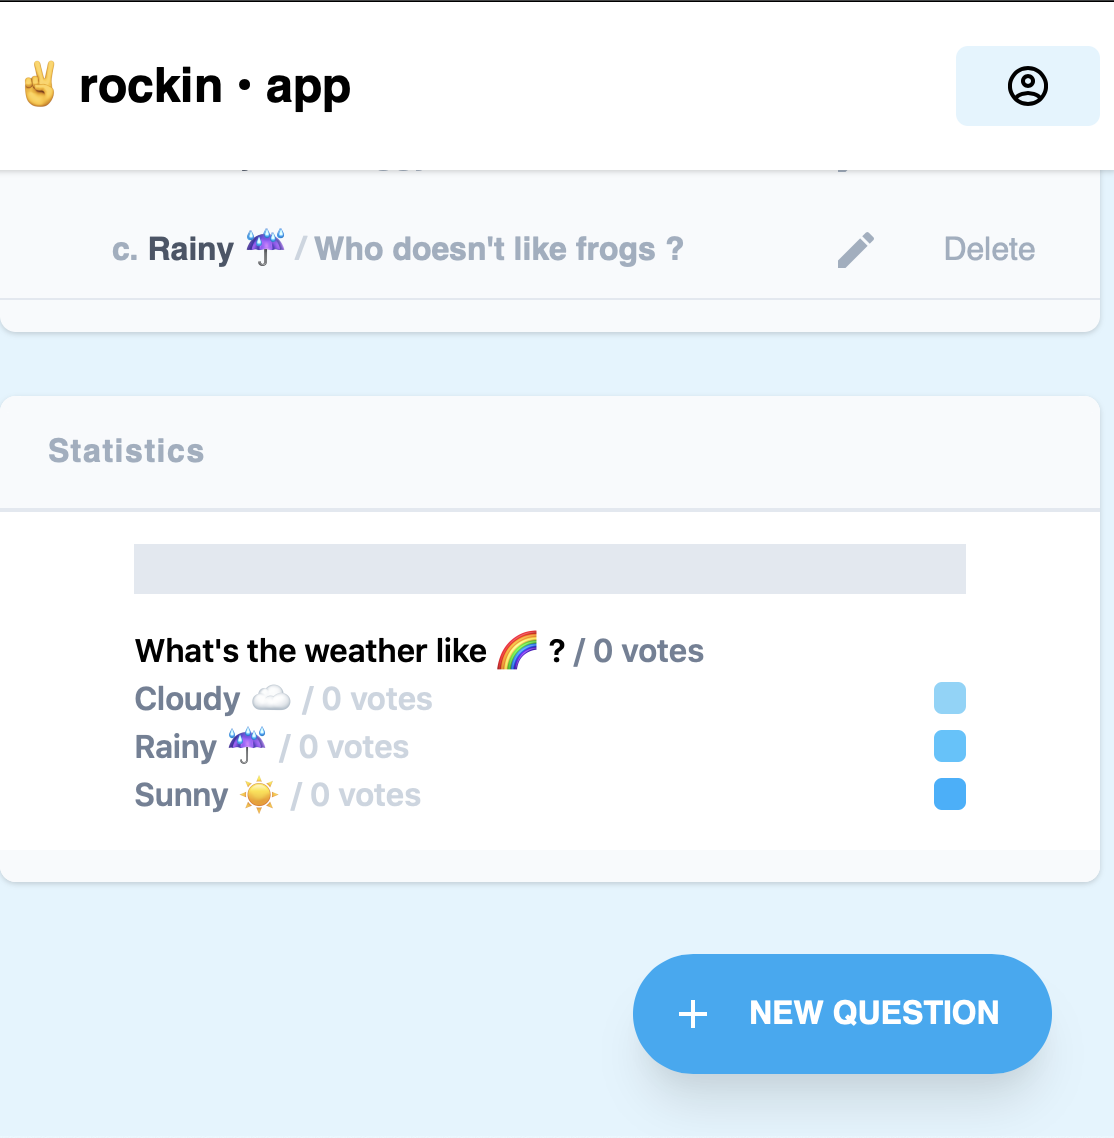 ✌️ rockin • app
c. Rainy ☔ / Who doesn't like frogs ? Delete
Statistics
What's the weather like 🌈 ? / 0 votes
Cloudy ☁️ / 0 votes
Rainy ☔ / 0 votes
Sunny ☀️ / 0 votes
+ NEW QUESTION